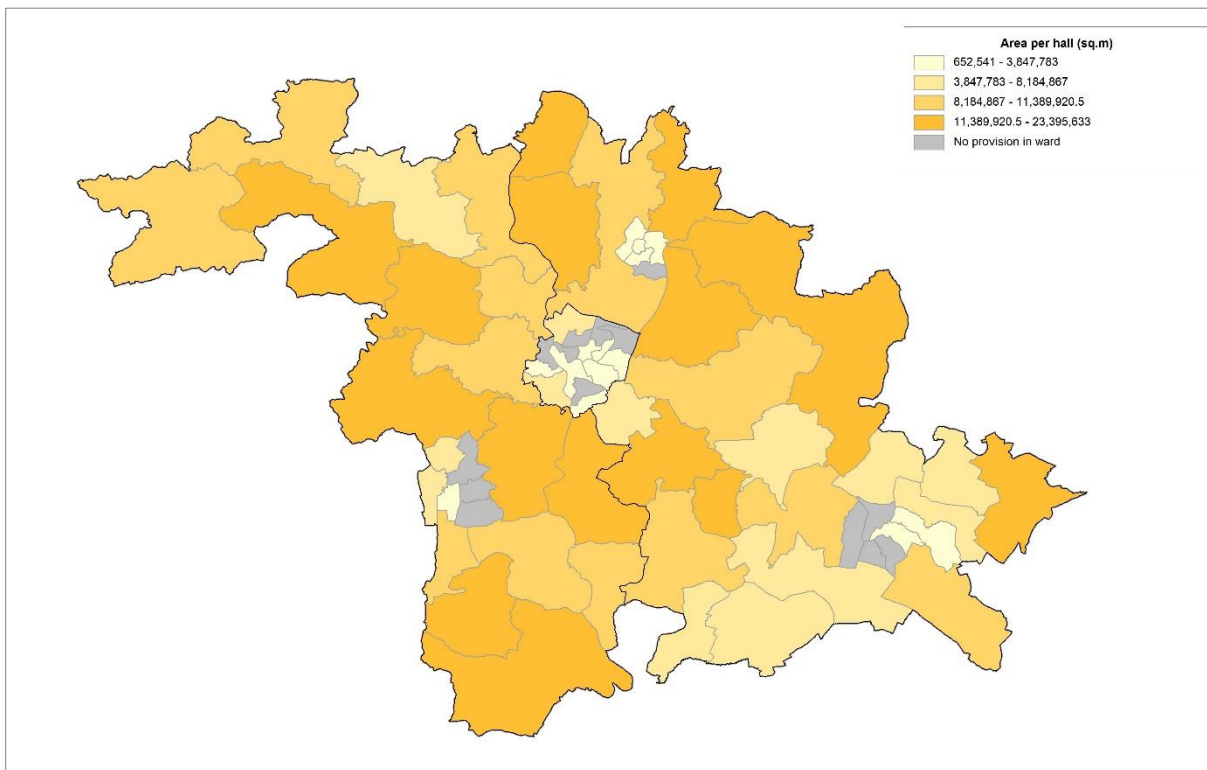 Area per hall (sq.m)
652,541 - 3,847,783
3,847,783 - 8,184,867
8,184,867 - 11,389,920.5
11,389,920.5 - 23,395,633
No provision in ward